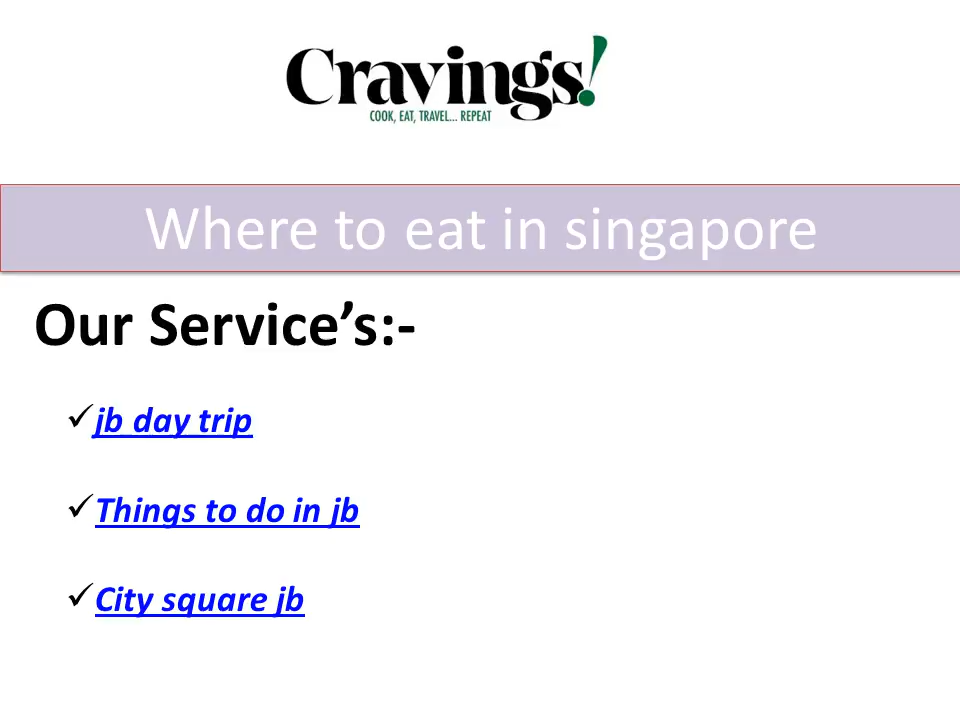 Cravings!
COOK, EAT, TRAVEL... REPEAT
Where to eat in singapore
Our Service’s:-
✓jb day trip
✓Things to do in jb
✓City square jb